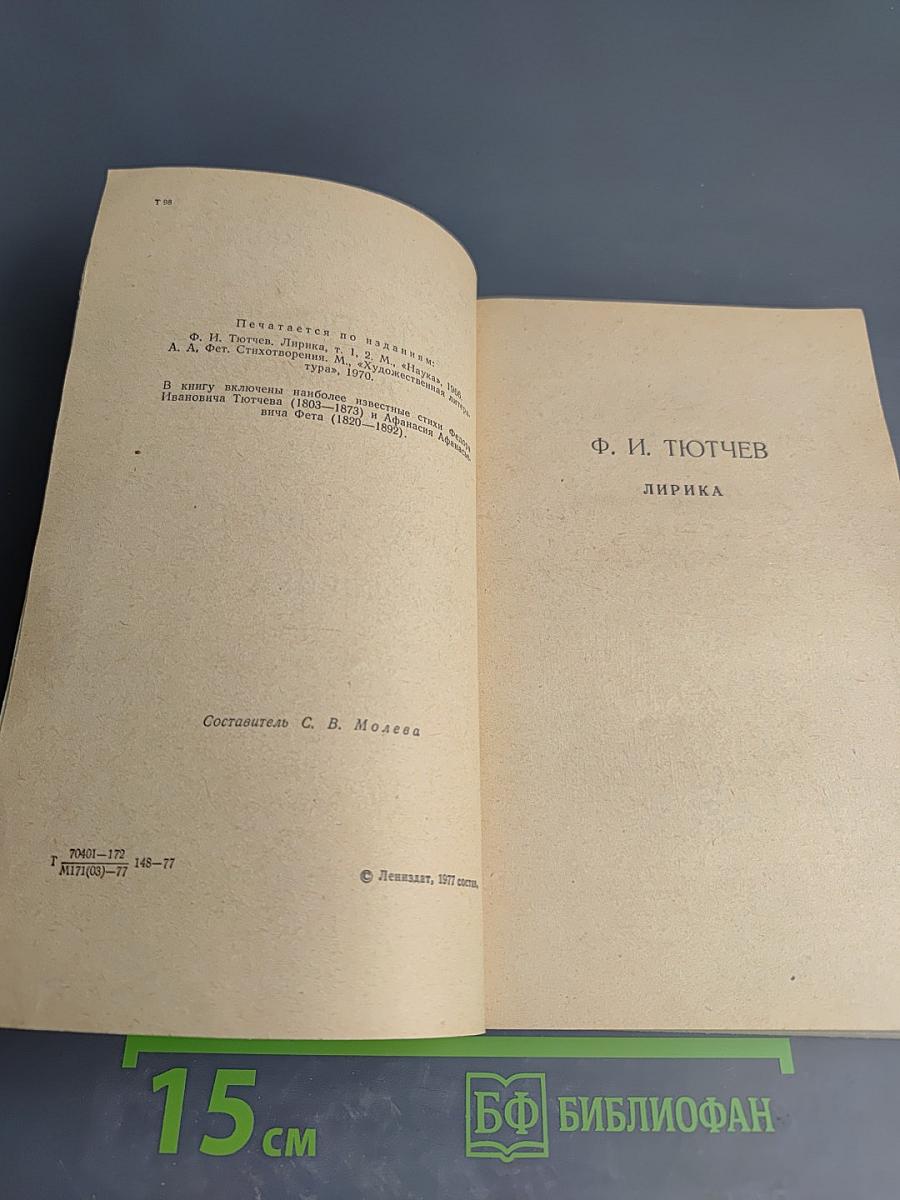 Т 98
Печатается по изданиям:
Ф. И. Тютчев. Лирика, т. 1, 2. М., «Наука», 1966.
А. А. Фет. Стихотворения. М., «Художественная литера-
тура», 1970.
В книгу включены наиболее известные стихи Федора
Ивановича Тютчева (1803—1873) и Афанасия Афанасье-
вича Фета (1820—1892).
Составитель С. В. Молева
Т 70401—172
М171(03)—77 148—77
© Лениздат, 1977 состав.
Ф. И. ТЮТЧЕВ
ЛИРИКА
15 см
БФ БИБЛИОФАН